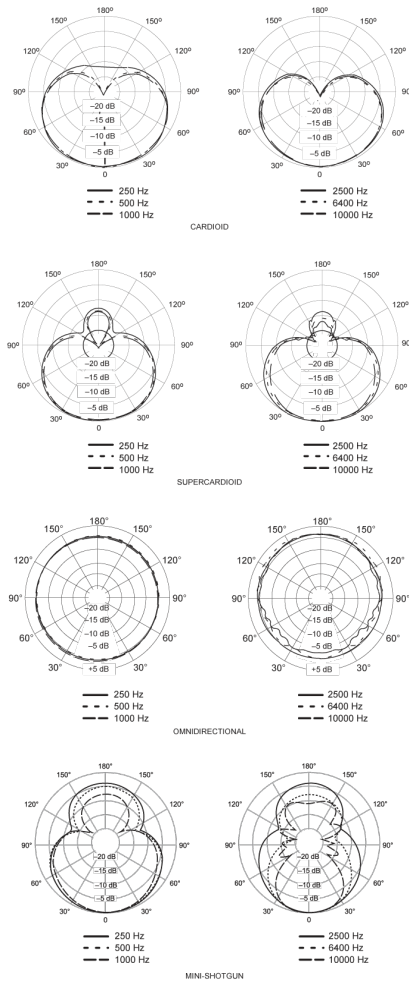 180º 180º
150º 150º 150º 150º
120º 120º 120º 120º
90º 90º 90º 90º
–20 dB –20 dB
–15 dB –15 dB
60º 60º 60º 60º
–10 dB –10 dB
–5 dB –5 dB
30º 30º 30º 30º
0 0
250 Hz 2500 Hz
500 Hz 6400 Hz
1000 Hz 10000 Hz
CARDIOID
180º 180º
150º 150º 150º 150º
120º 120º 120º 120º
90º 90º 90º 90º
–20 dB –20 dB
–15 dB –15 dB
60º 60º 60º 60º
–10 dB –10 dB
–5 dB –5 dB
30º 30º 30º 30º
0 0
250 Hz 2500 Hz
500 Hz 6400 Hz
1000 Hz 10000 Hz
SUPERCARDIOID
180° 180°
150° 150° 150° 150°
120° 120° 120° 120°
90° 90° 90° 90°
–20 dB –20 dB
–15 dB –15 dB
60° 60° 60° 60°
–10 dB –10 dB
–5 dB –5 dB
30° 30° 30° 30°
+5 dB +5 dB
250 Hz 2500 Hz
500 Hz 6400 Hz
1000 Hz 10000 Hz
OMNIDIRECTIONAL
180° 180°
150° 150° 150° 150°
120° 120° 120° 120°
90° 90° 90° 90°
–20 dB –20 dB
–15 dB –15 dB
60° 60° 60° 60°
–10 dB –10 dB
–5 dB –5 dB
30° 30° 30° 30°
0 0
250 Hz 2500 Hz
500 Hz 6400 Hz
1000 Hz 10000 Hz
MINI-SHOTGUN